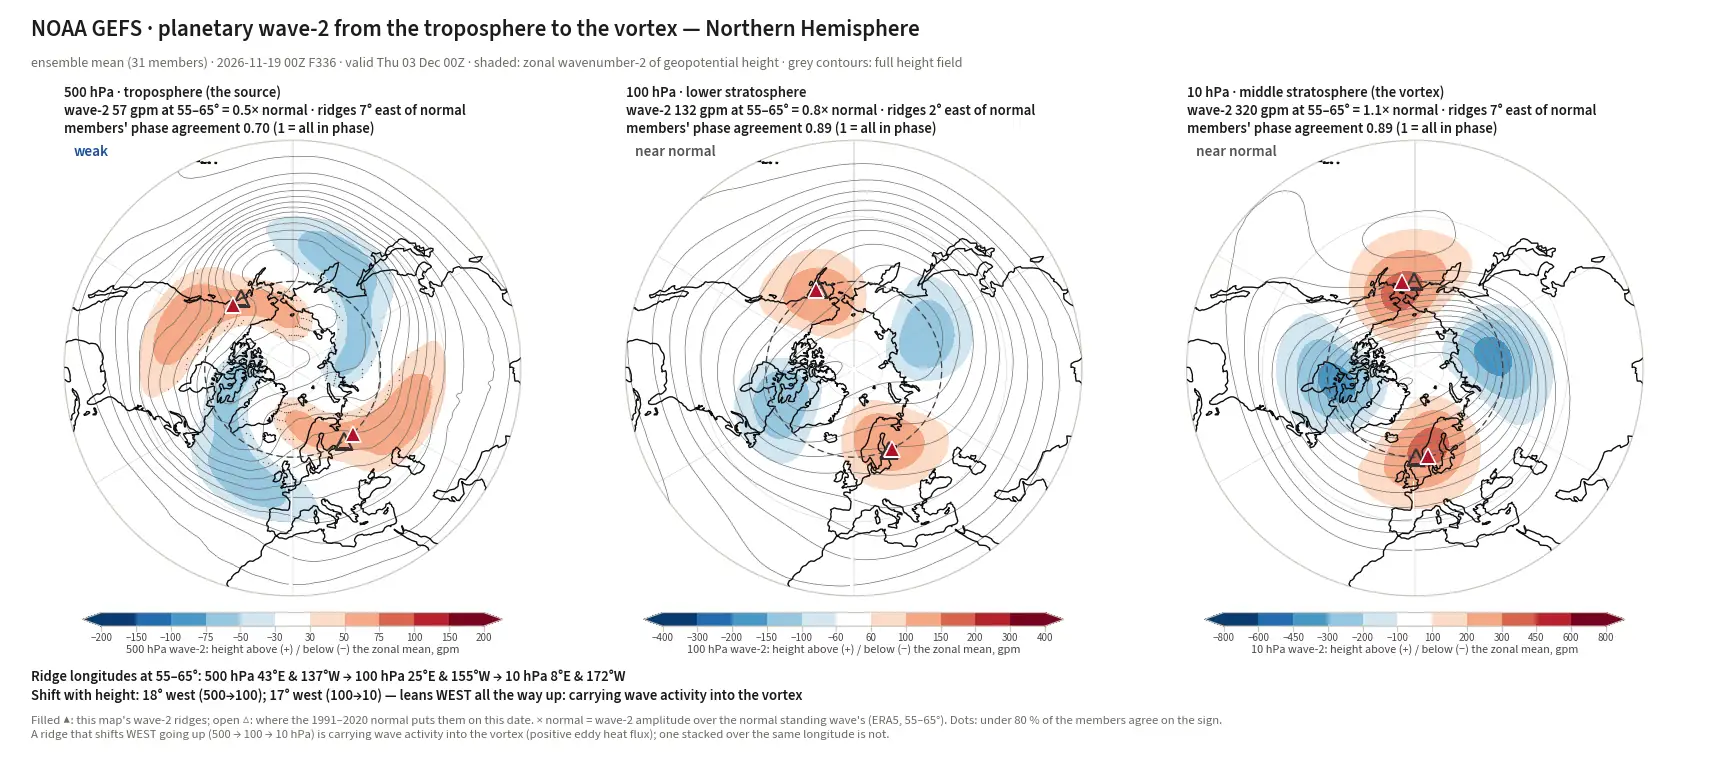 NOAA GEFS · planetary wave-2 from the troposphere to the vortex — Northern Hemisphere
ensemble mean (31 members) · 2026-11-19 00Z F336 · valid Thu 03 Dec 00Z · shaded: zonal wavenumber-2 of geopotential height · grey contours: full height field
500 hPa · troposphere (the source)
wave-2 57 gpm at 55–65° = 0.5× normal · ridges 7° east of normal
members' phase agreement 0.70 (1 = all in phase)
weak
100 hPa · lower stratosphere
wave-2 132 gpm at 55–65° = 0.8× normal · ridges 2° east of normal
members' phase agreement 0.89 (1 = all in phase)
near normal
10 hPa · middle stratosphere (the vortex)
wave-2 320 gpm at 55–65° = 1.1× normal · ridges 7° east of normal
members' phase agreement 0.89 (1 = all in phase)
near normal
−200 −150 −100 −75 −50 −30 30 50 75 100 150 200
500 hPa wave-2: height above (+) / below (−) the zonal mean, gpm
−400 −300 −200 −150 −100 −60 60 100 150 200 300 400
100 hPa wave-2: height above (+) / below (−) the zonal mean, gpm
−800 −600 −450 −300 −200 −100 100 200 300 450 600 800
10 hPa wave-2: height above (+) / below (−) the zonal mean, gpm
Ridge longitudes at 55–65°: 500 hPa 43°E & 137°W → 100 hPa 25°E & 155°W → 10 hPa 8°E & 172°W
Shift with height: 18° west (500→100); 17° west (100→10) — leans WEST all the way up: carrying wave activity into the vortex
Filled ▲: this map's wave-2 ridges; open △: where the 1991–2020 normal puts them on this date. × normal = wave-2 amplitude over the normal standing wave's (ERA5, 55–65°). Dots: under 80 % of the members agree on the sign.
A ridge that shifts WEST going up (500 → 100 → 10 hPa) is carrying wave activity into the vortex (positive eddy heat flux); one stacked over the same longitude is not.